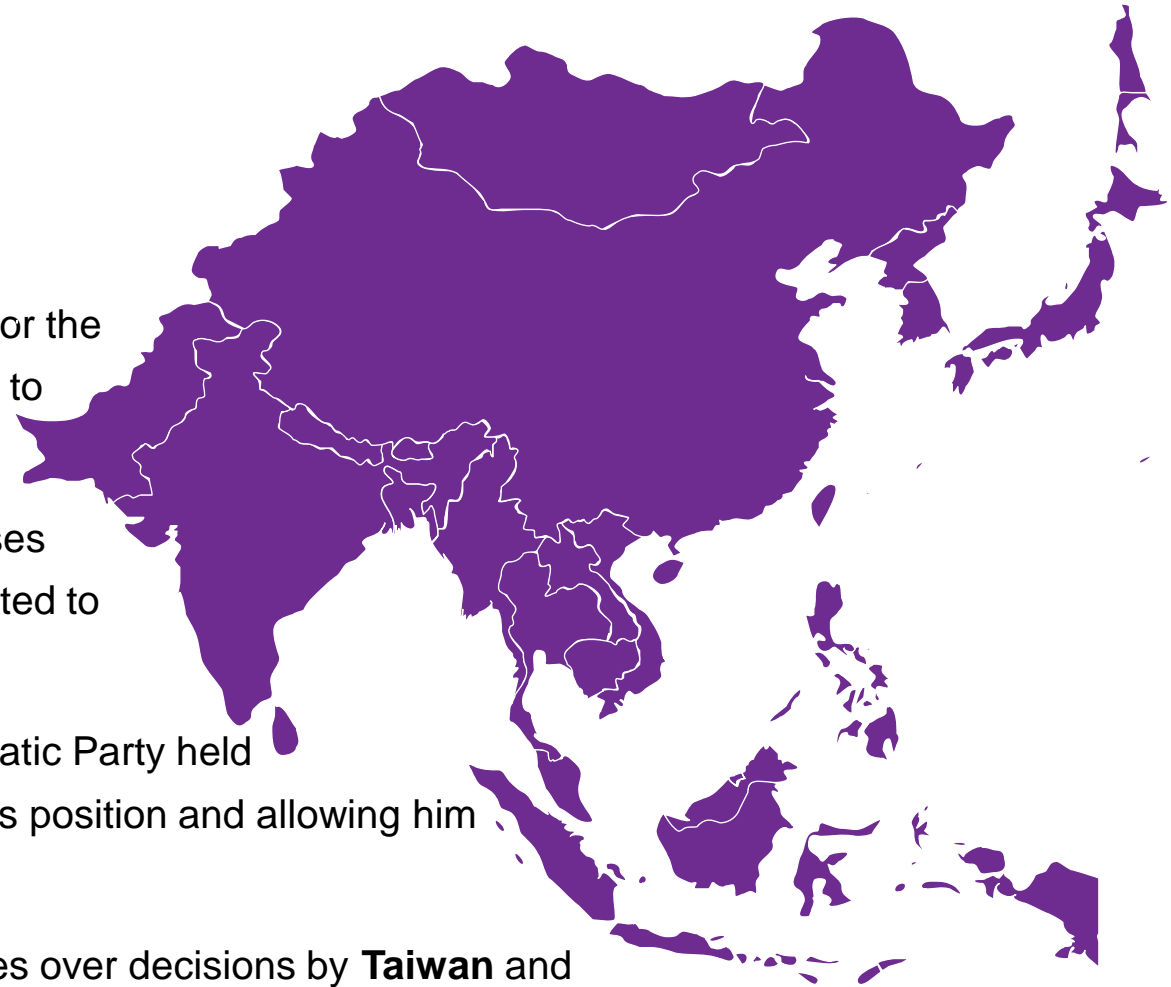 or the
to
ses
ted to
atic Party held
s position and allowing him
es over decisions by Taiwan and